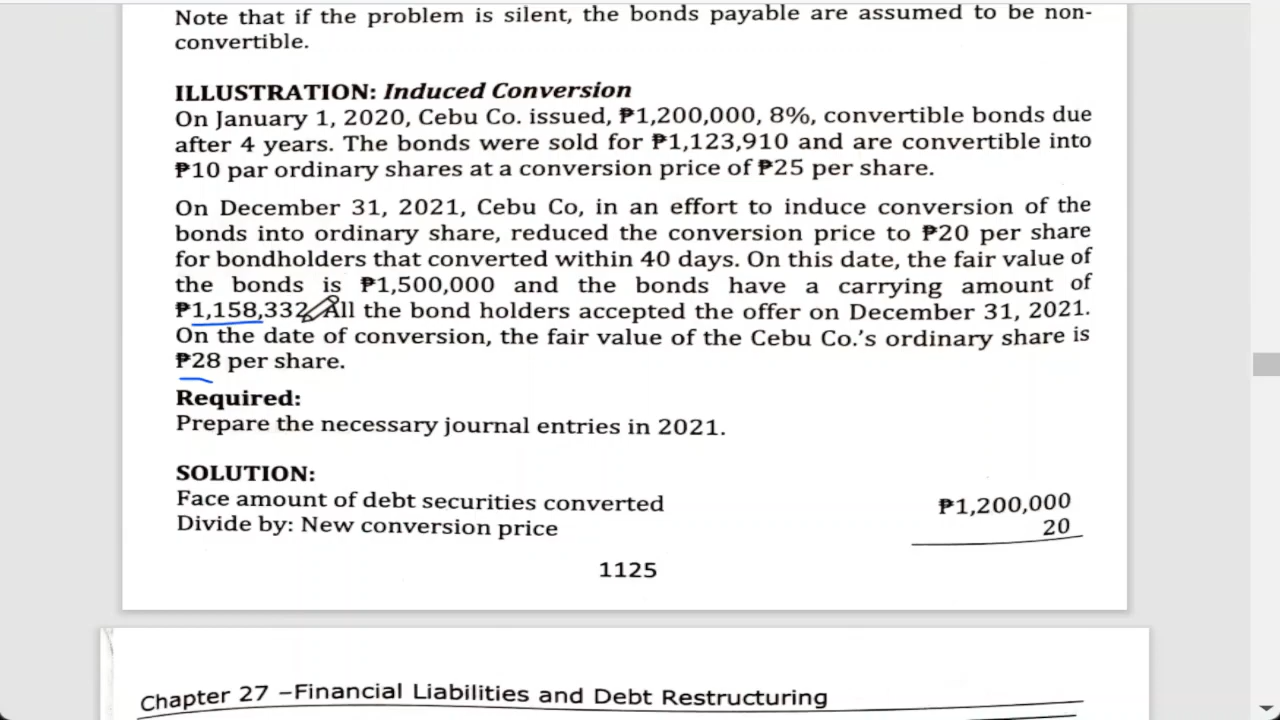 Note that if the problem is silent, the bonds payable are assumed to be non-
convertible.
ILLUSTRATION: Induced Conversion
On January 1, 2020, Cebu Co. issued, ₱1,200,000, 8%, convertible bonds due
after 4 years. The bonds were sold for ₱1,123,910 and are convertible into
₱10 par ordinary shares at a conversion price of ₱25 per share.
On December 31, 2021, Cebu Co, in an effort to induce conversion of the
bonds into ordinary share, reduced the conversion price to ₱20 per share
for bondholders that converted within 40 days. On this date, the fair value of
the bonds is ₱1,500,000 and the bonds have a carrying amount of
₱1,158,332. All the bond holders accepted the offer on December 31, 2021.
On the date of conversion, the fair value of the Cebu Co.'s ordinary share is
₱28 per share.
Required:
Prepare the necessary journal entries in 2021.
SOLUTION:
Face amount of debt securities converted ₱1,200,000
Divide by: New conversion price 20
1125
Chapter 27 –Financial Liabilities and Debt Restructuring